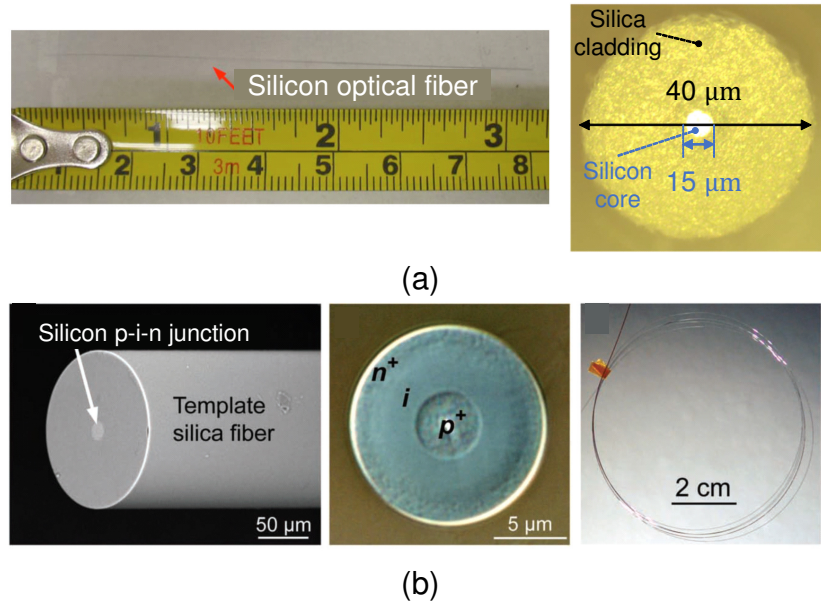 Silica
cladding
40 μm
Silicon optical fiber
1 2 3
10FEET
3m
1 2 3 4 5 6 7 8
Silicon
core
15 μm
(a)
Silicon p-i-n junction
Template
silica fiber
50 μm
n+
i
p+
5 μm
2 cm
(b)